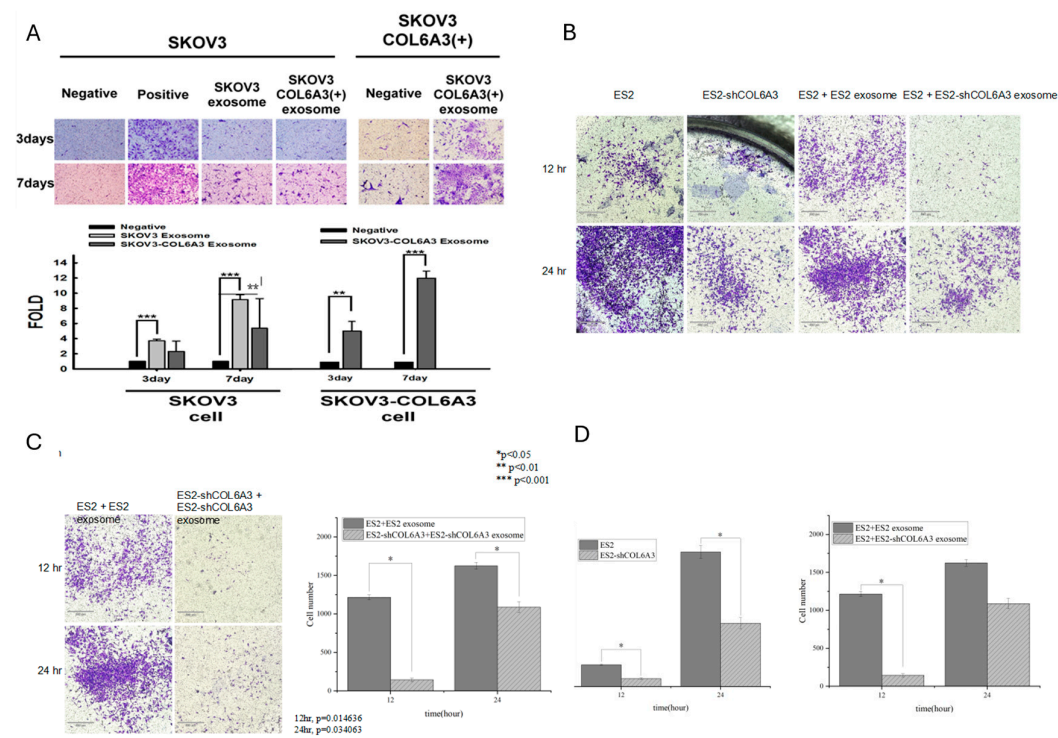 A
SKOV3
SKOV3
COL6A3(+)
Negative
Positive
SKOV3
exosome
SKOV3
COL6A3(+)
exosome
Negative
SKOV3
COL6A3(+)
exosome
3days
7days
Negative
SKOV3 Exosome
SKOV3-COL6A3 Exosome
Negative
SKOV3-COL6A3 Exosome
FOLD
14
12
10
8
6
4
2
0
***
***
**
**
***
3day
7day
3day
7day
SKOV3
cell
SKOV3-COL6A3
cell
B
ES2
ES2-shCOL6A3
ES2 + ES2 exosome
ES2 + ES2-shCOL6A3 exosome
12 hr
24 hr
C
*p<0.05
** p<0.01
*** p<0.001
ES2 + ES2
exosome
ES2-shCOL6A3 +
ES2-shCOL6A3
exosome
12 hr
24 hr
ES2+ES2 exosome
ES2-shCOL6A3+ES2-shCOL6A3 exosome
Cell number
2000
1500
1000
500
0
*
*
12
24
time(hour)
12hr, p=0.014636
24hr, p=0.034063
D
ES2
ES2-shCOL6A3
*
*
12
24
time(hour)
ES2+ES2 exosome
ES2+ES2-shCOL6A3 exosome
Cell number
2000
1500
1000
500
0
*
12
24
time(hour)